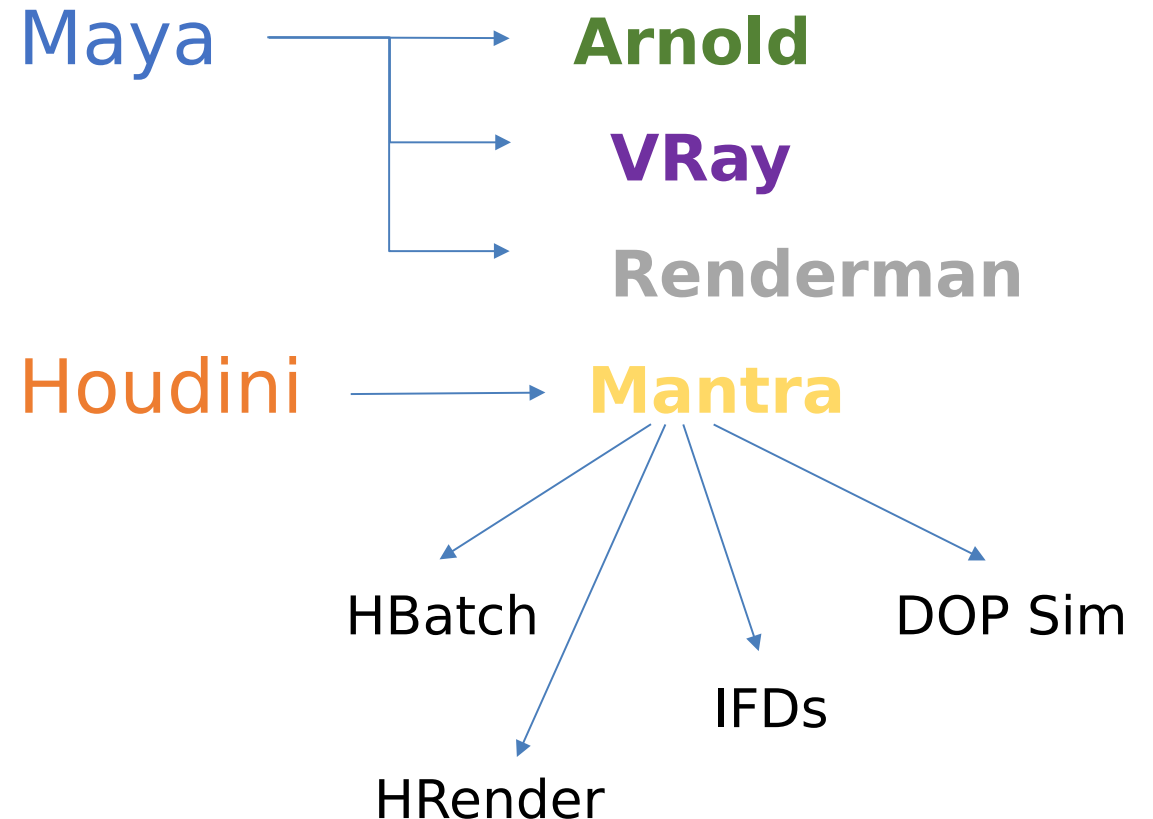 Maya
Arnold
VRay
Renderman
Houdini
Mantra
HBatch
DOP Sim
IFDs
HRender